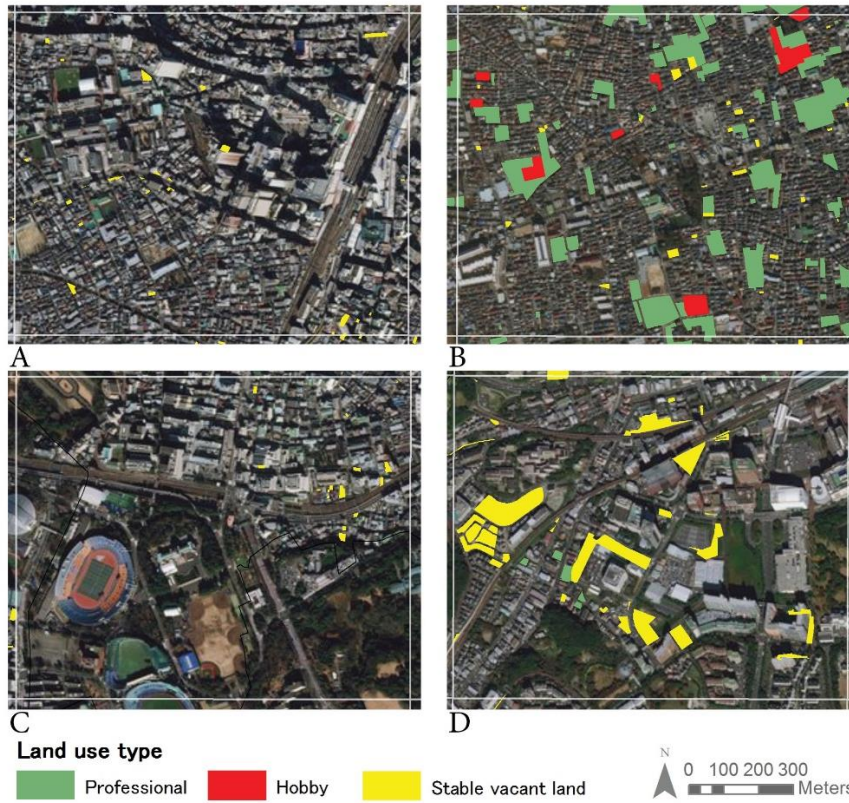 A
B
C
D
Land use type
Professional
Hobby
Stable vacant land
N
0 100 200 300
Meters